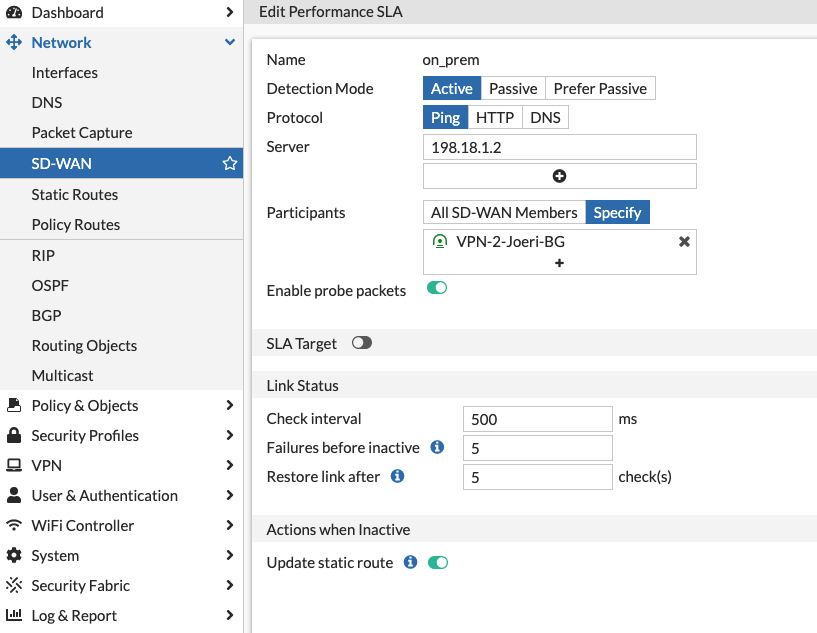 Dashboard
Network
Interfaces
DNS
Packet Capture
SD-WAN
Static Routes
Policy Routes
RIP
OSPF
BGP
Routing Objects
Multicast
Policy & Objects
Security Profiles
VPN
User & Authentication
WiFi Controller
System
Security Fabric
Log & Report
Edit Performance SLA
Name on_prem
Detection Mode Active Passive Prefer Passive
Protocol Ping HTTP DNS
Server 198.18.1.2
Participants All SD-WAN Members Specify
VPN-2-Joeri-BG
Enable probe packets
SLA Target
Link Status
Check interval 500 ms
Failures before inactive 5
Restore link after 5 check(s)
Actions when Inactive
Update static route